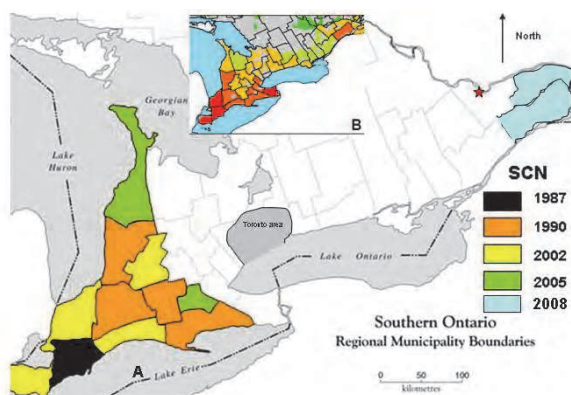 North
Georgian
Bay
B
Lake
Huron
SCN
1987
1990
2002
2005
2008
Toronto area
Lake Ontario
Southern Ontario
Regional Municipality Boundaries
A
Lake Erie
0 50 100
kilometres